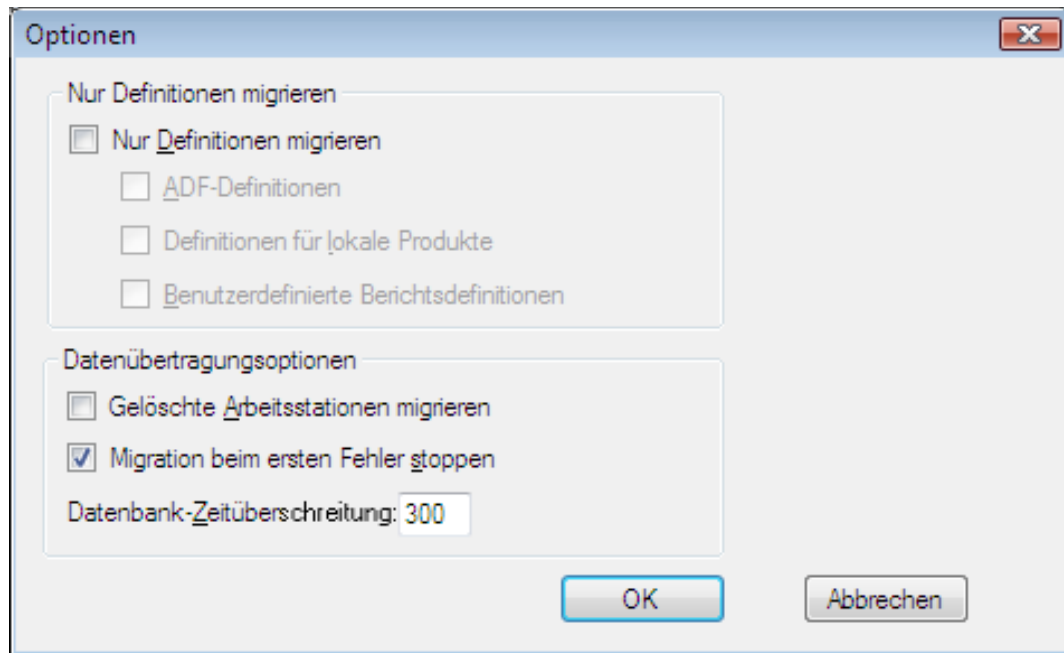 Optionen
Nur Definitionen migrieren
Nur Definitionen migrieren
ADF-Definitionen
Definitionen für lokale Produkte
Benutzerdefinierte Berichtsdefinitionen
Datenübertragungsoptionen
Gelöschte Arbeitsstationen migrieren
Migration beim ersten Fehler stoppen
Datenbank-Zeitüberschreitung: 300
OK Abbrechen